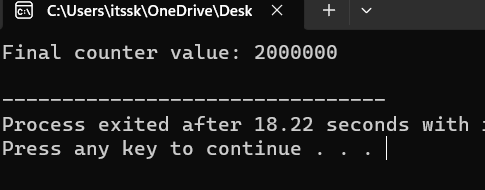 C:\Users\itssk\OneDrive\Desk
Final counter value: 2000000
--------------------------------
Process exited after 18.22 seconds with
Press any key to continue . . .